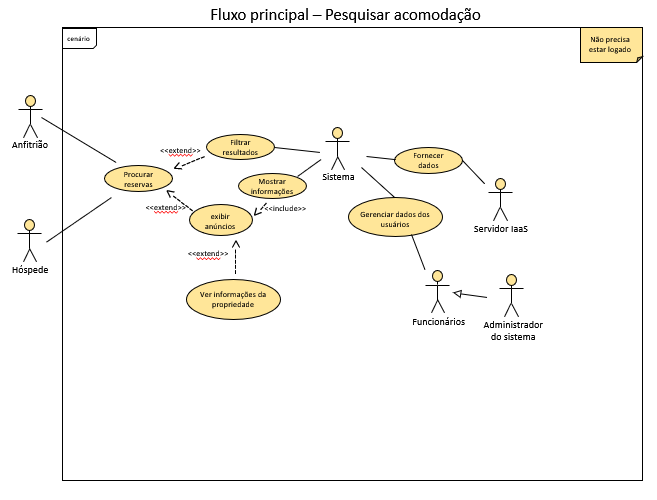 Fluxo principal – Pesquisar acomodação
cenário
Não precisa
estar logado
Anfitrião
<<extend>>
Filtrar
resultados
Sistema
Fornecer
dados
Procurar
reservas
Mostrar
informações
<<extend>>
<<include>>
exibir
anúncios
Gerenciar dados dos
usuários
Servidor IaaS
Hóspede
<<extend>>
Ver informações da
propriedade
Funcionários
Administrador
do sistema